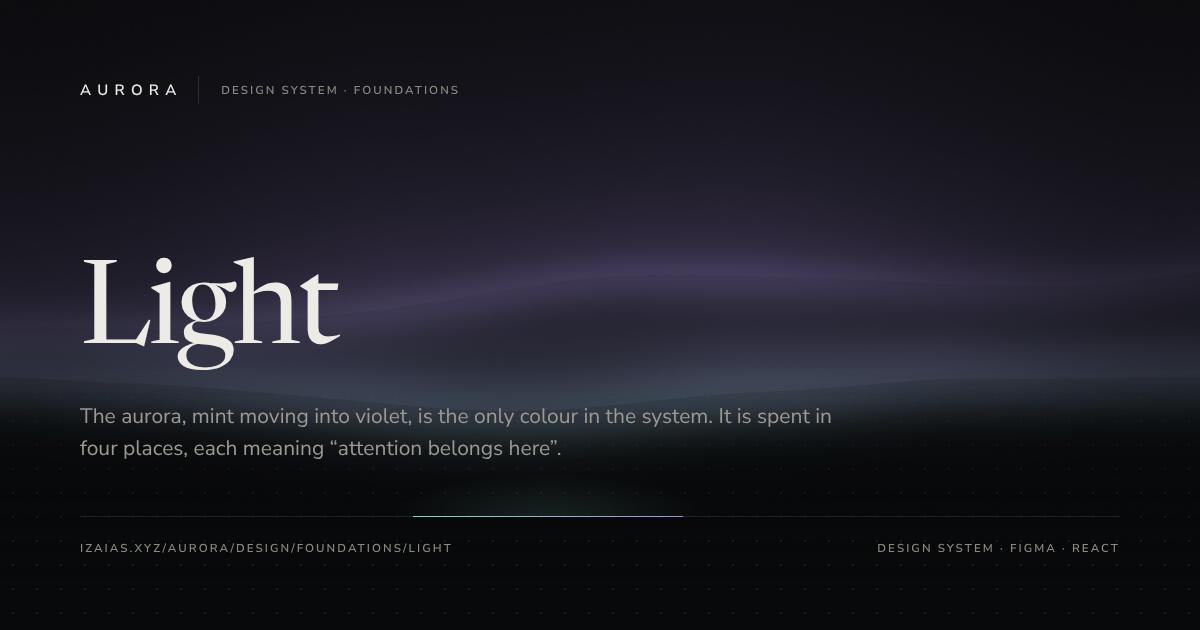 AURORA
DESIGN SYSTEM · FOUNDATIONS
Light
The aurora, mint moving into violet, is the only colour in the system. It is spent in
four places, each meaning “attention belongs here”.
IZAIAS.XYZ/AURORA/DESIGN/FOUNDATIONS/LIGHT
DESIGN SYSTEM · FIGMA · REACT